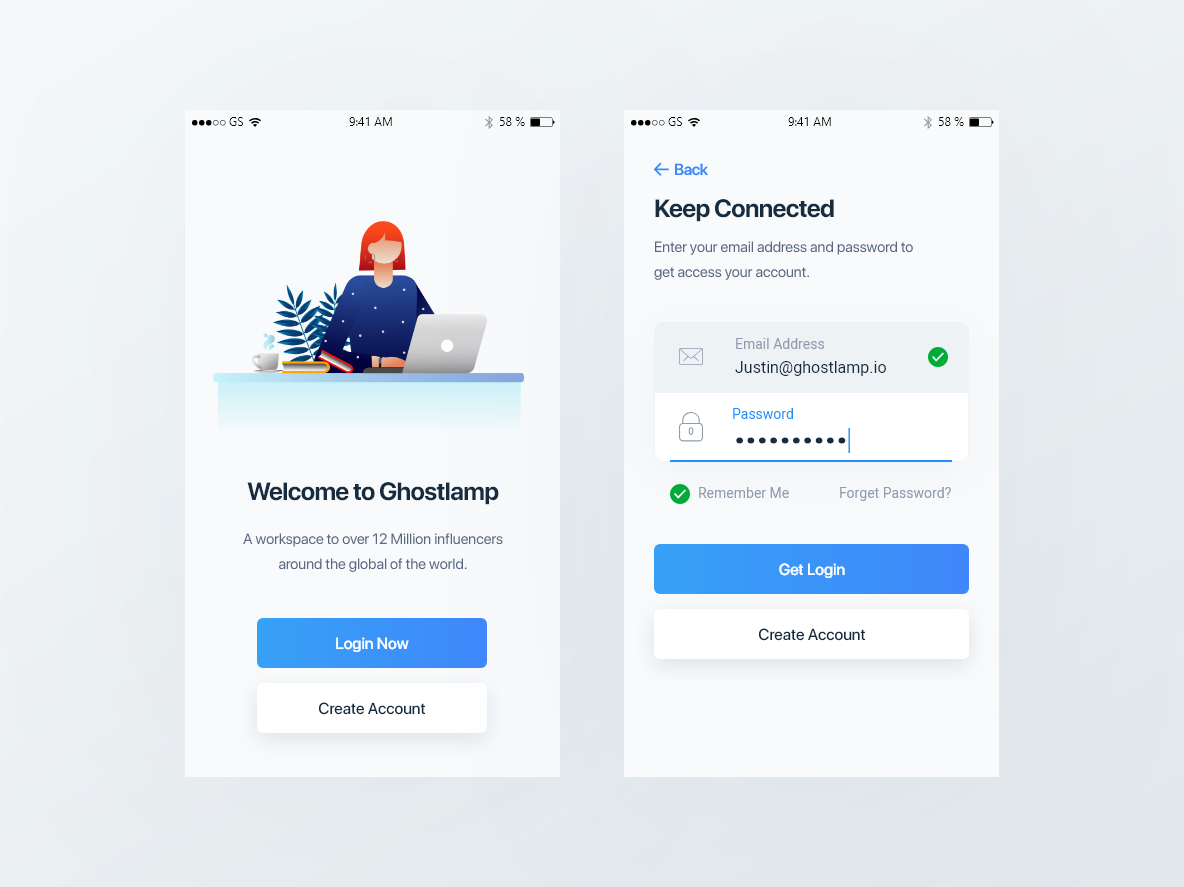 GS 9:41 AM 58 %
Welcome to Ghostlamp
A workspace to over 12 Million influencers
around the global of the world.
Login Now
Create Account
GS 9:41 AM 58 %
Back
Keep Connected
Enter your email address and password to
get access your account.
Email Address
Justin@ghostlamp.io
Password
••••••••••
Remember Me Forget Password?
Get Login
Create Account